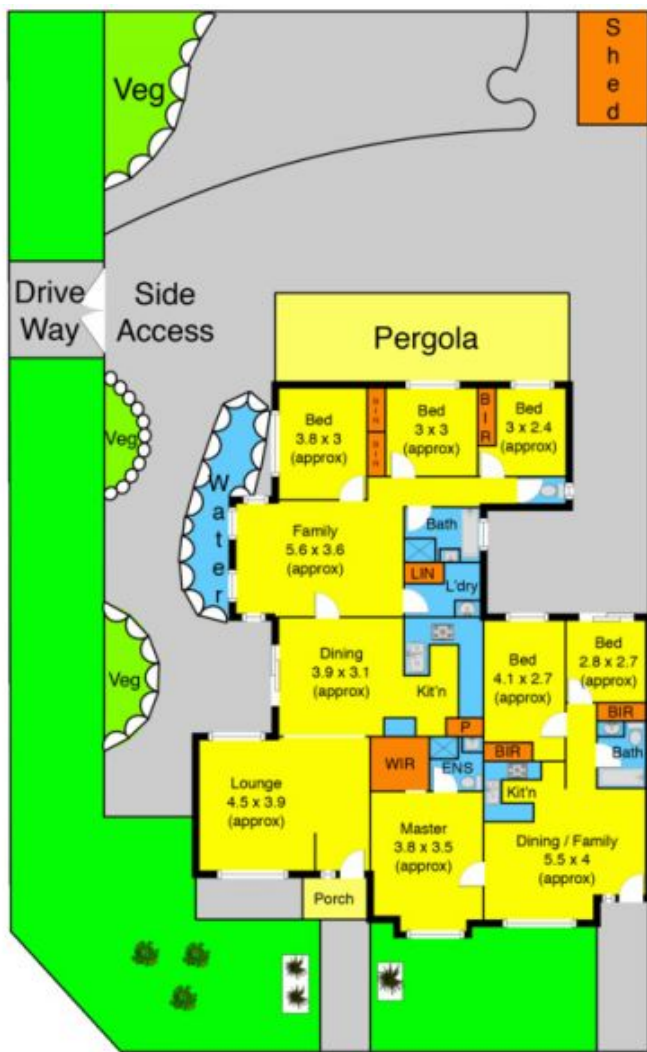 S
h
e
d
Veg
Drive
Way
Side
Access
Pergola
Bed
3.8 x 3
(approx)
Bed
3 x 3
(approx)
B
I
R
Bed
3 x 2.4
(approx)
Veg
W
a
t
e
r
Family
5.6 x 3.6
(approx)
Bath
LIN
L'dry
Veg
Dining
3.9 x 3.1
(approx)
Kit'n
P
Bed
4.1 x 2.7
(approx)
Bed
2.8 x 2.7
(approx)
BIR
Bath
BIR
Kit'n
WIR
ENS
Lounge
4.5 x 3.9
(approx)
Master
3.8 x 3.5
(approx)
Dining / Family
5.5 x 4
(approx)
Porch